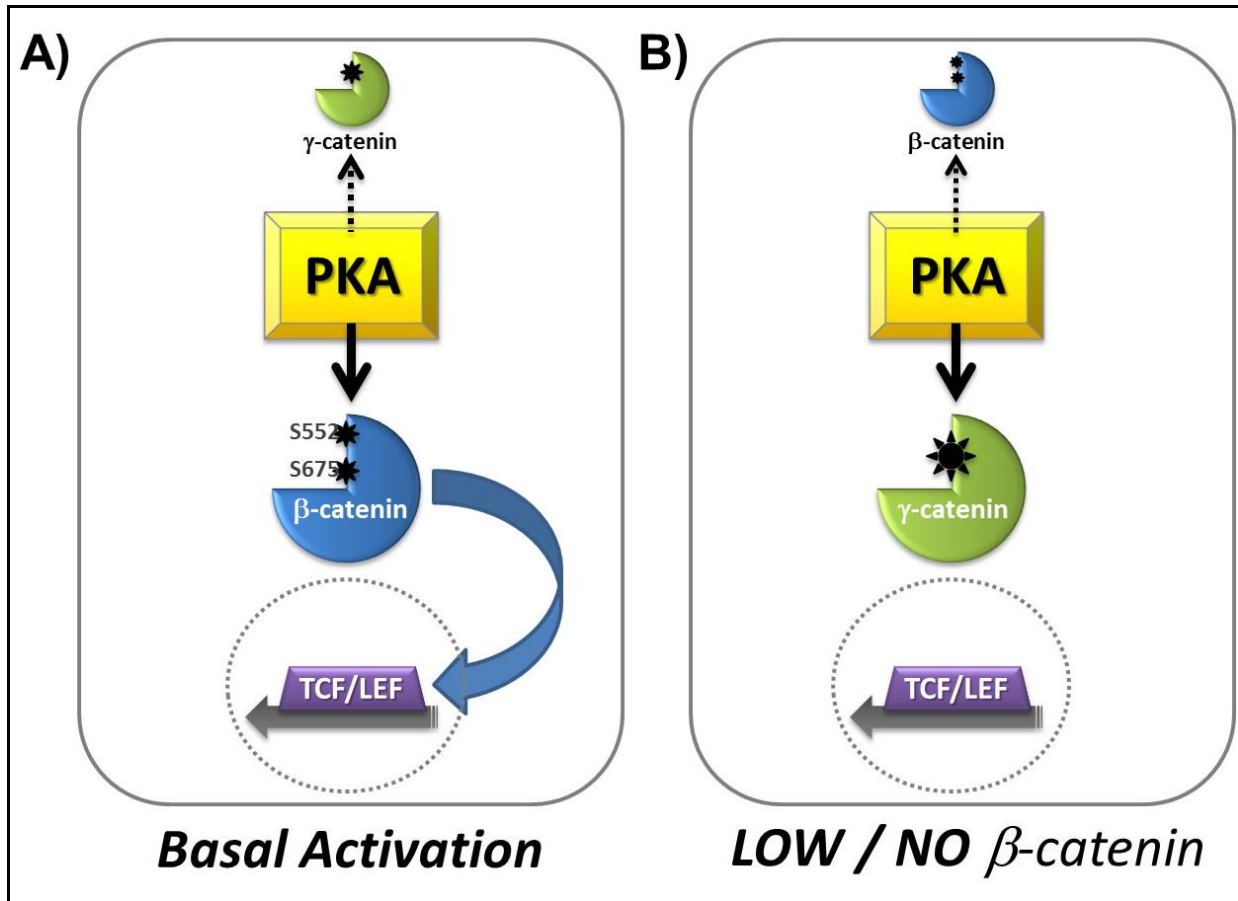 A)
γ-catenin
PKA
S552
S675
β-catenin
TCF/LEF
Basal Activation
B)
β-catenin
PKA
γ-catenin
TCF/LEF
LOW / NO β-catenin